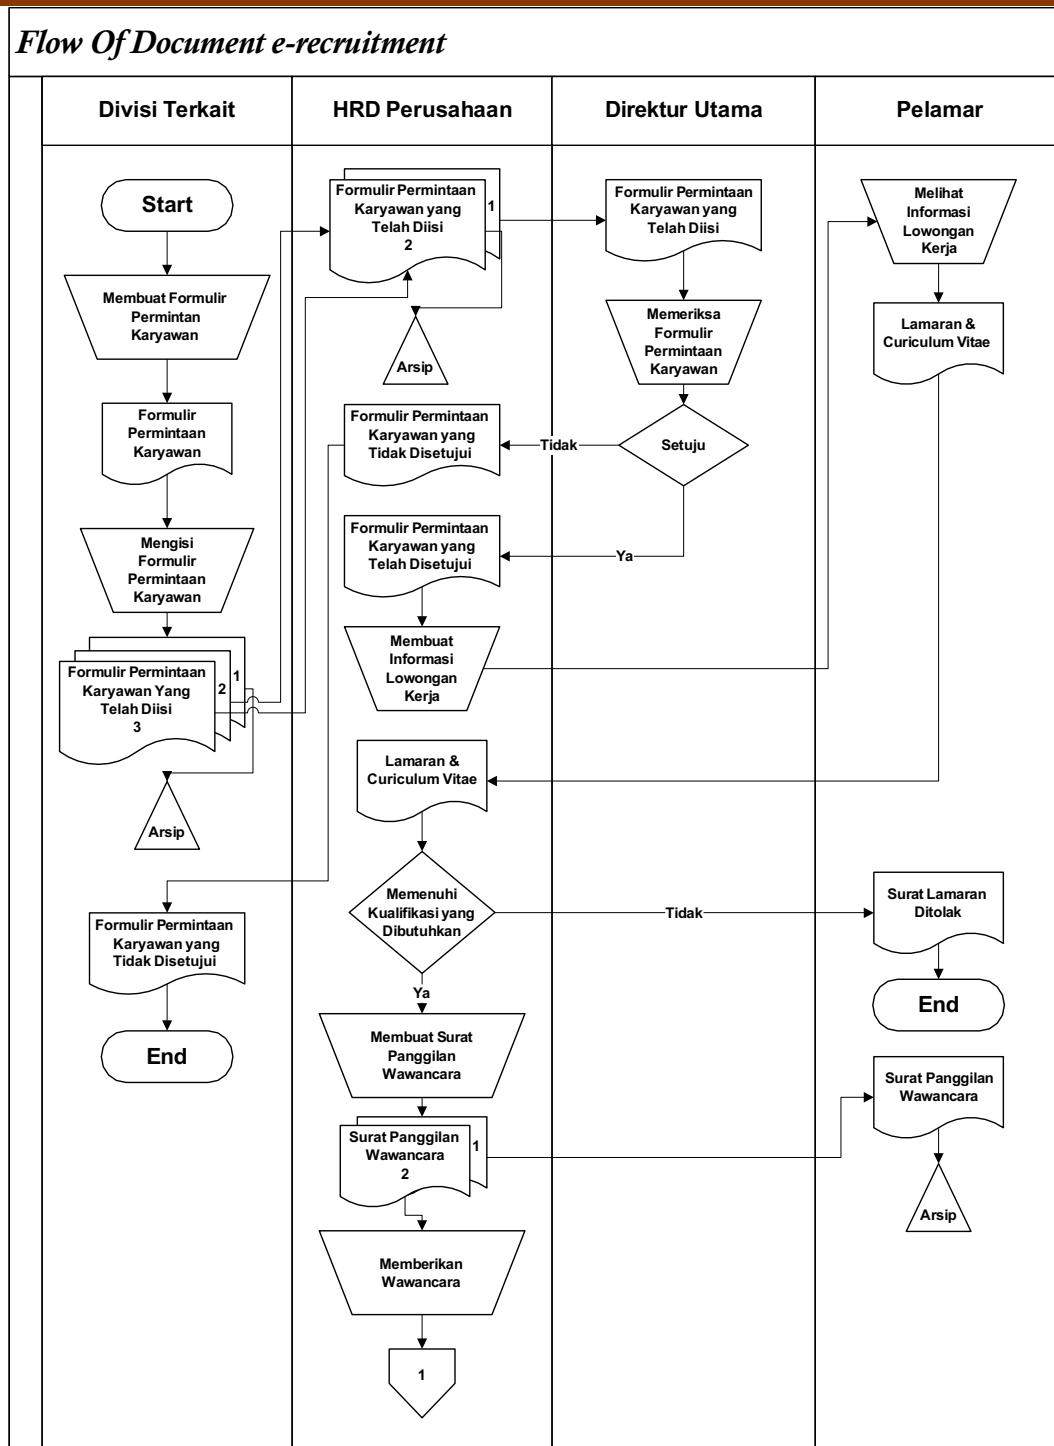 Flow Of Document e-recruitment
Divisi Terkait
HRD Perusahaan
Direktur Utama
Pelamar
Start
Membuat Formulir
Permintan
Karyawan
Formulir
Permintaan
Karyawan
Mengisi
Formulir
Permintaan
Karyawan
Formulir Permintaan
Karyawan Yang
Telah Diisi
3
2
1
Arsip
Formulir Permintaan
Karyawan yang
Tidak Disetujui
End
Formulir Permintaan
Karyawan yang
Telah Diisi
2
1
Arsip
Formulir Permintaan
Karyawan yang
Tidak Disetujui
Formulir Permintaan
Karyawan yang
Telah Disetujui
Membuat
Informasi
Lowongan
Kerja
Lamaran &
Curiculum Vitae
Memenuhi
Kualifikasi yang
Dibutuhkan
Ya
Tidak
Membuat Surat
Panggilan
Wawancara
Surat Panggilan
Wawancara
2
1
Memberikan
Wawancara
1
Formulir Permintaan
Karyawan yang
Telah Diisi
Memeriksa
Formulir
Permintaan
Karyawan
Setuju
Tidak
Ya
Melihat
Informasi
Lowongan
Kerja
Lamaran &
Curiculum Vitae
Surat Lamaran
Ditolak
End
Surat Panggilan
Wawancara
Arsip